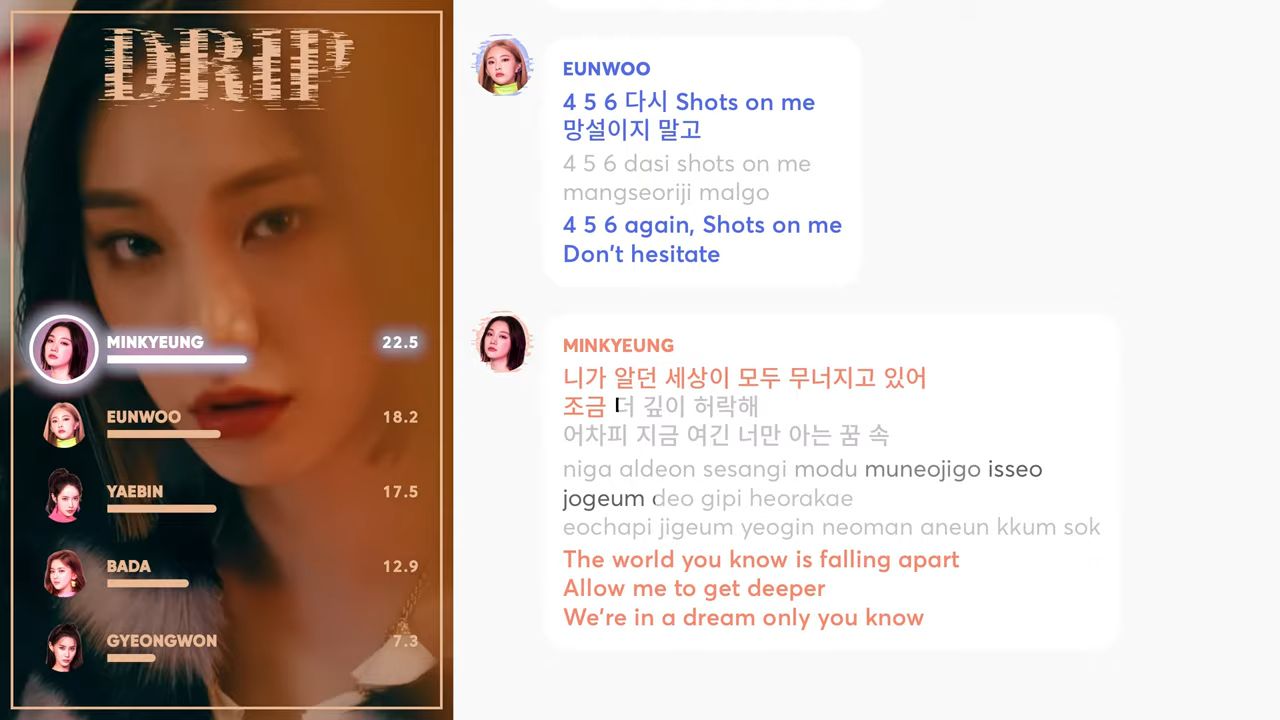 DRIP
MINKYEUNG 22.5
EUNWOO 18.2
YAEBIN 17.5
BADA 12.9
GYEONGWON 7.3
EUNWOO
4 5 6 다시 Shots on me
망설이지 말고
4 5 6 dasi shots on me
mangseoriji malgo
4 5 6 again, Shots on me
Don't hesitate
MINKYEUNG
니가 알던 세상이 모두 무너지고 있어
조금 더 깊이 허락해
어차피 지금 여긴 너만 아는 꿈 속
niga aldeon sesangi modu muneojigo isseo
jogeum deo gipi heorakae
eochapi jigeum yeogin neoman aneun kkum sok
The world you know is falling apart
Allow me to get deeper
We're in a dream only you know